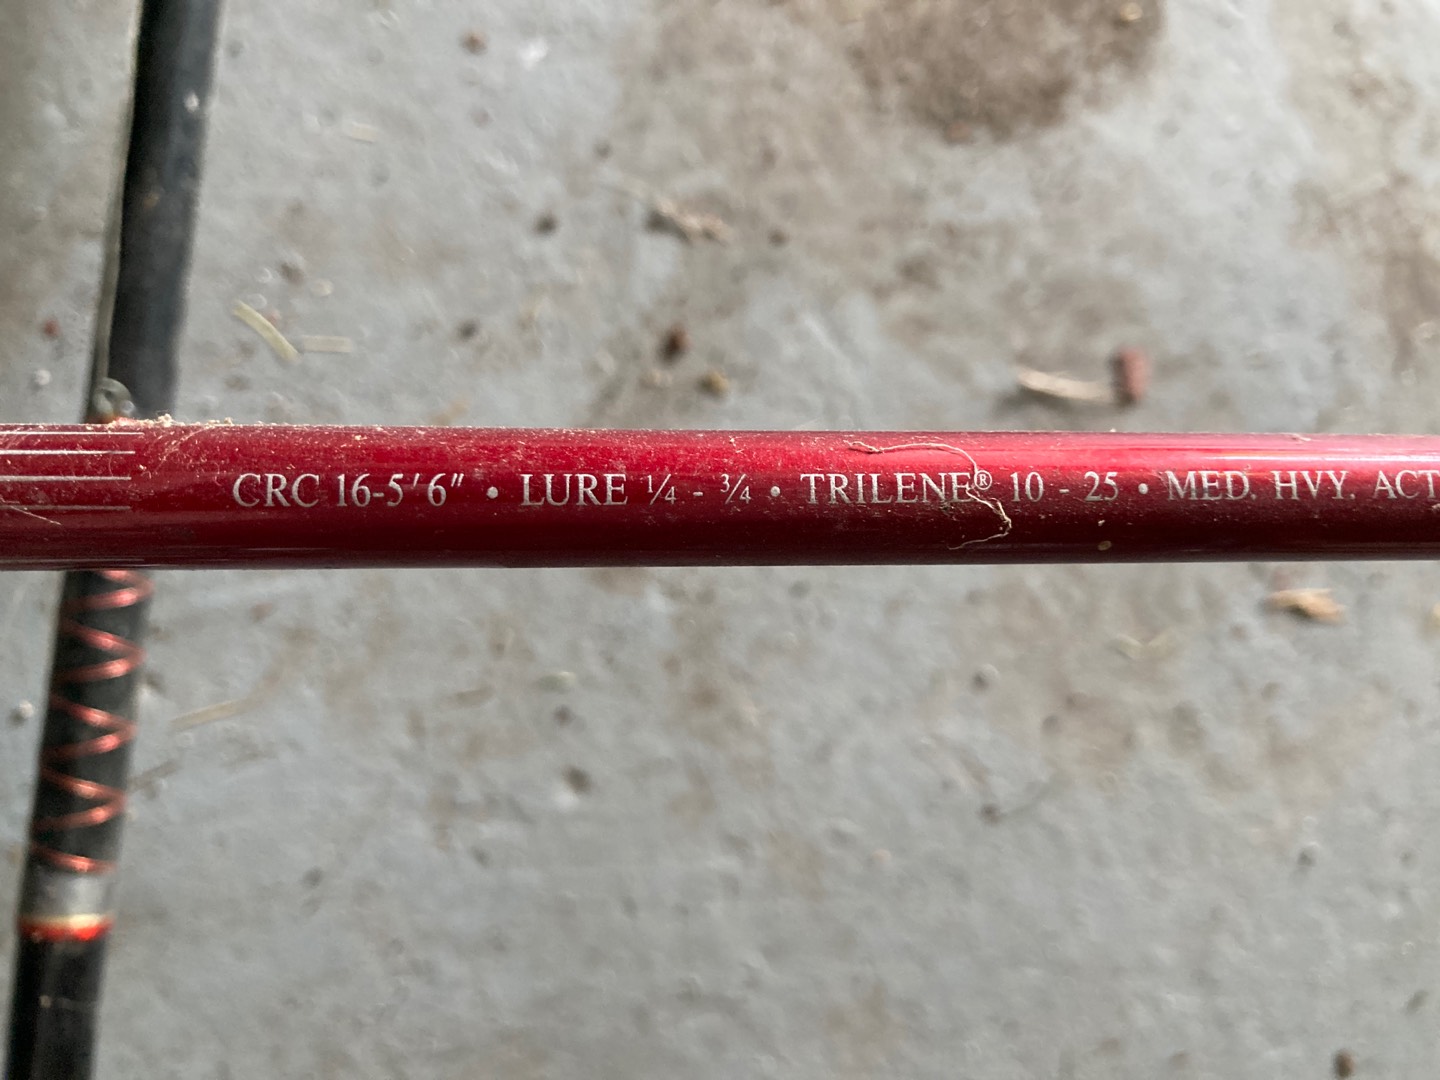 CRC 16-5'6" • LURE ¼ - ¾ • TRILENE® 10 - 25 • MED. HVY. ACT